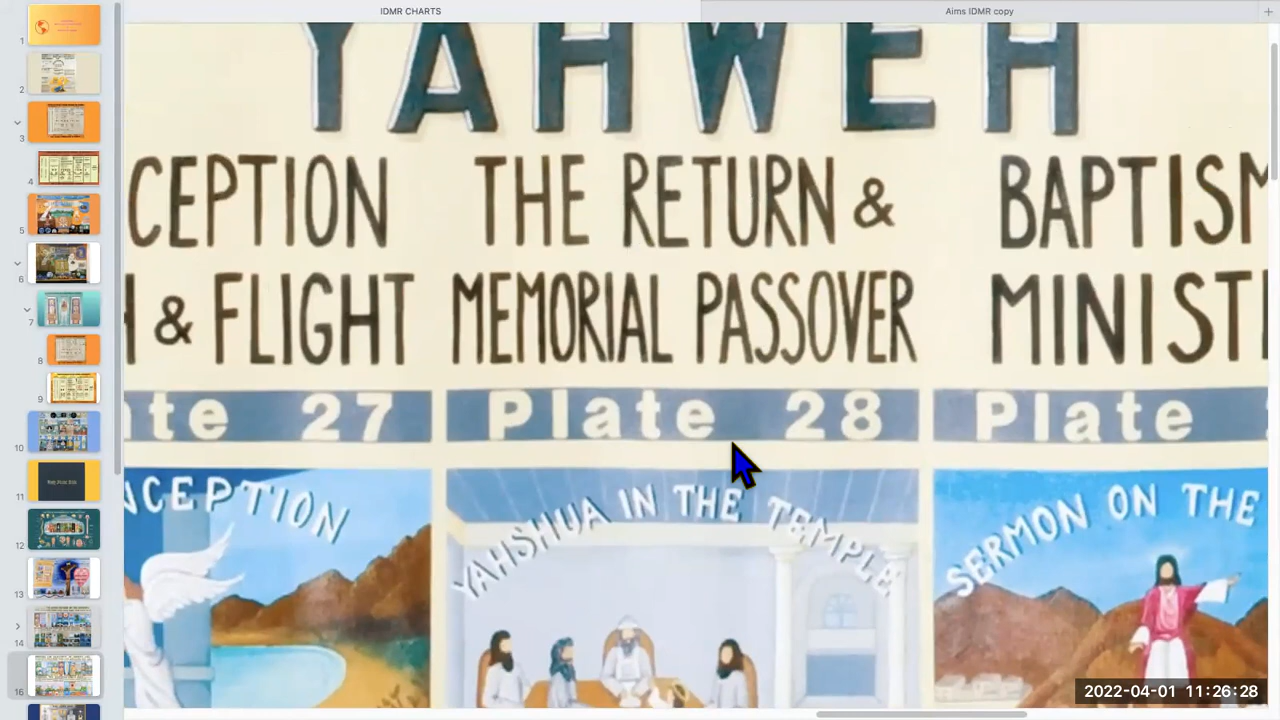 IDMR CHARTS
Aims IDMR copy
YAHWEH
CEPTION THE RETURN & BAPTISM
& FLIGHT MEMORIAL PASSOVER MINIST
te 27 Plate 28 Plate
NCEPTION YAHSHUA IN THE TEMPLE SERMON ON THE
1
2
3
4
5
6
7
8
9
10
11
12
13
14
16
2022-04-01 11:26:28